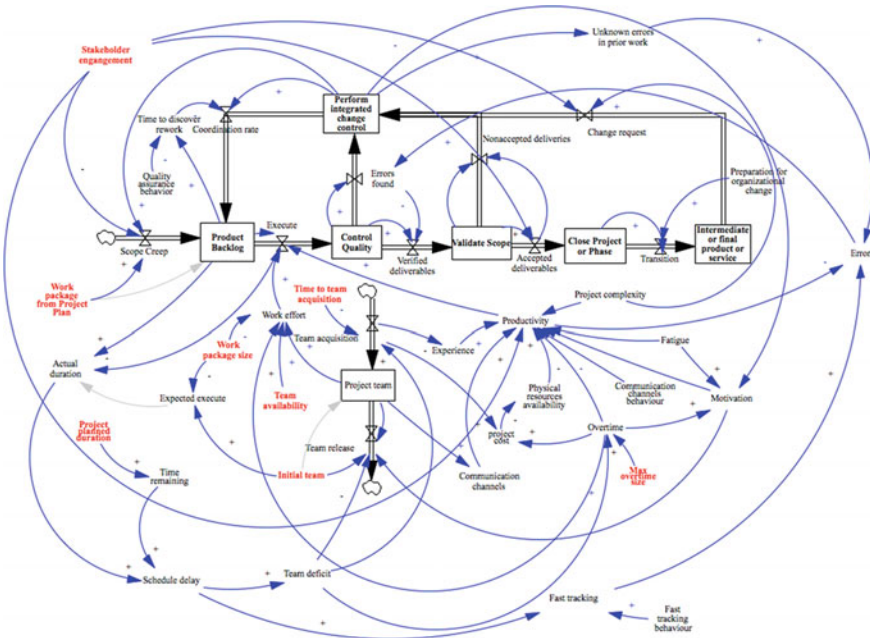 Stakeholder
engangement
Unknown errors
in prior work
Perform
integrated
change
control
Time to discover
rework
Coordination rate
Nonaccepted deliveries
Change request
Quality
assurance
behavior
Errors
found
Preparation for
organizational
change
Execute
Product
Backlog
Control
Quality
Validate Scope
Close Project
or Phase
Intermediate
or final
product or
service
Scope Creep
Verified
deliverables
Accepted
deliverables
Transition
Error
Work
package
from Project
Plan
Time to team
acquisition
Project complexity
Work effort
Team acquisition
Productivity
Work
package size
Experience
Fatigue
Actual
duration
Expected execute
Project team
Physical
resources
availability
Communication
channels
behaviour
Motivation
Team
availability
Project
planned
duration
Team release
project
cost
Overtime
Time
remaining
Initial team
Communication
channels
Max
overtime
size
Schedule delay
Team deficit
Fast tracking
Fast
tracking
behaviour